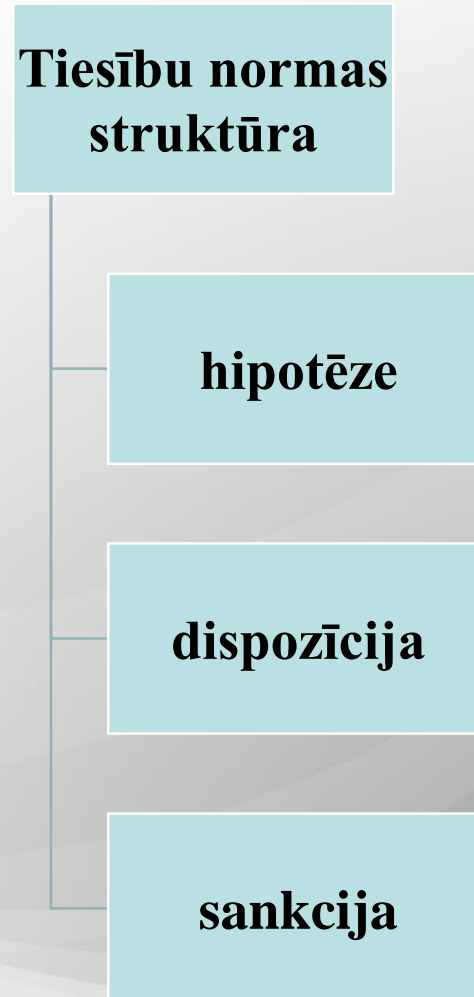 Tiesību normas
struktūra
hipotēze
dispozīcija
sankcija